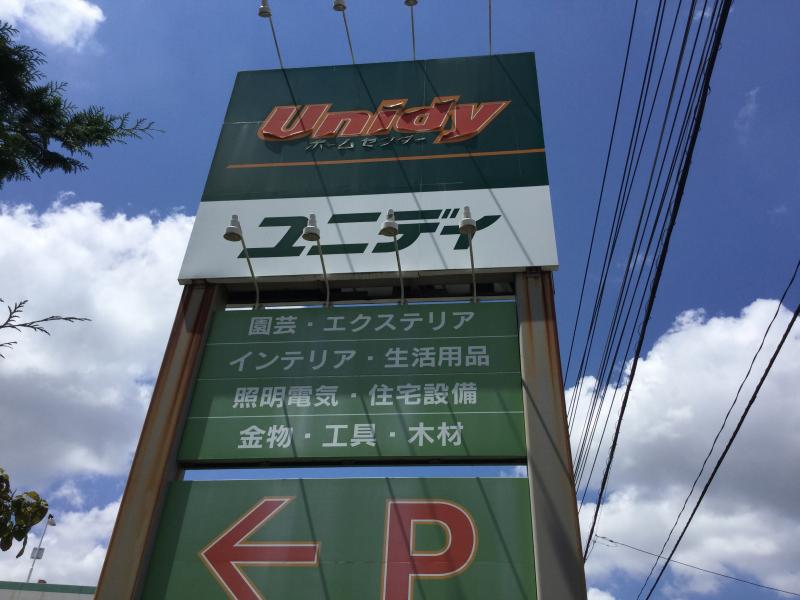 Unidy
ホームセンター
ユニディ
園芸・エクステリア
インテリア・生活用品
照明電気・住宅設備
金物・工具・木材
← P